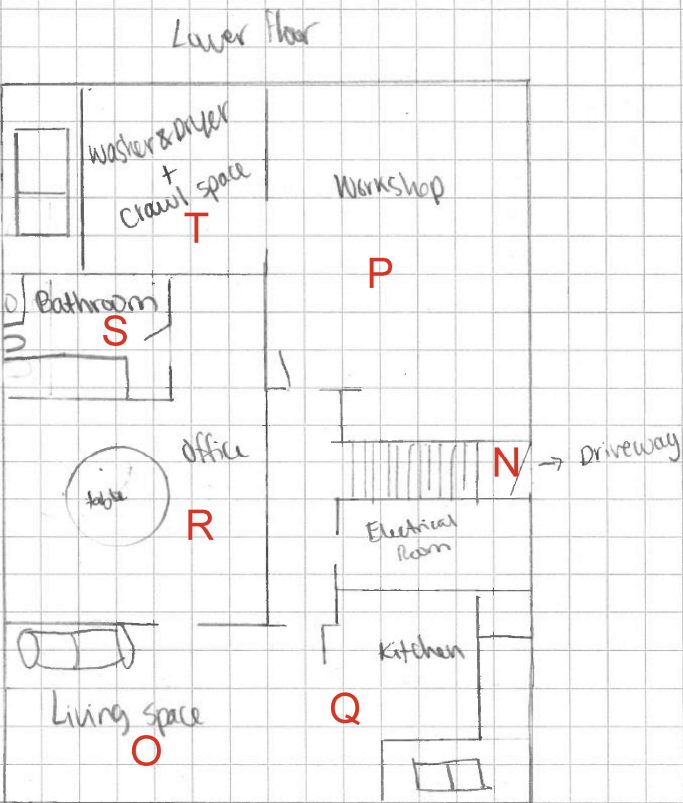 Lower floor
Washer & Dryer
+
Crawl space
T
Workshop
P
Bathroom
S
Office
table
R
N
→ Driveway
Electrical
Room
Kitchen
Living space
Q
O